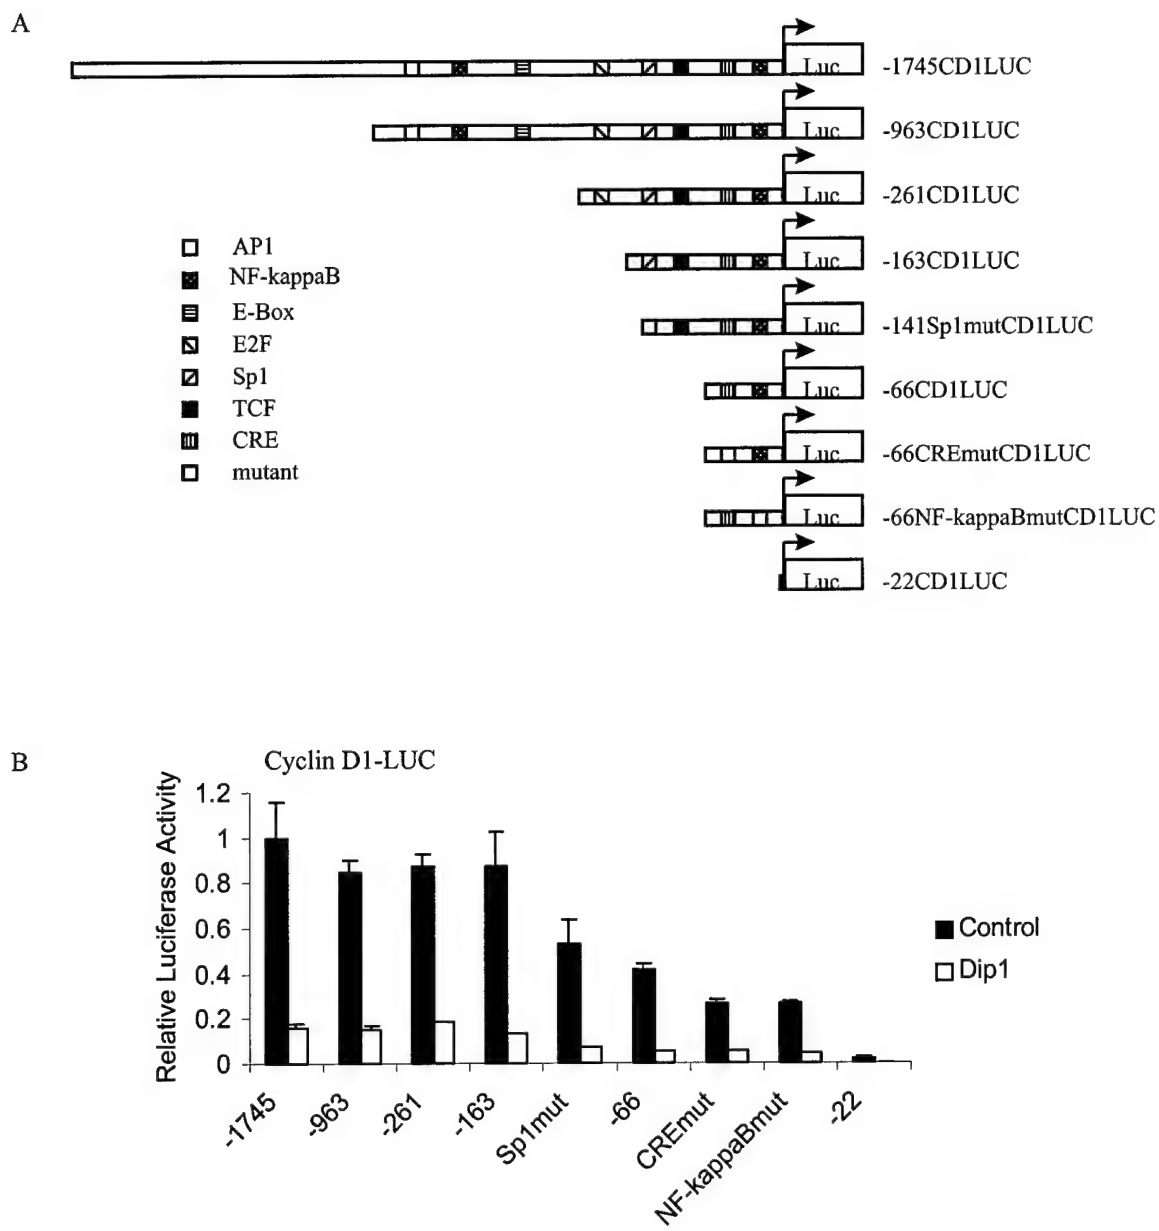 A
Luc
-1745CD1LUC
Luc
-963CD1LUC
Luc
-261CD1LUC
Luc
-163CD1LUC
Luc
-141Sp1mutCD1LUC
Luc
-66CD1LUC
Luc
-66CREmutCD1LUC
Luc
-66NF-kappaBmutCD1LUC
Luc
-22CD1LUC
AP1
NF-kappaB
E-Box
E2F
Sp1
TCF
CRE
mutant
B
Cyclin D1-LUC
Relative Luciferase Activity
1.2
1
0.8
0.6
0.4
0.2
0
-1745
-963
-261
-163
Sp1mut
-66
CREmut
NF-kappaBmut
-22
Control
Dip1